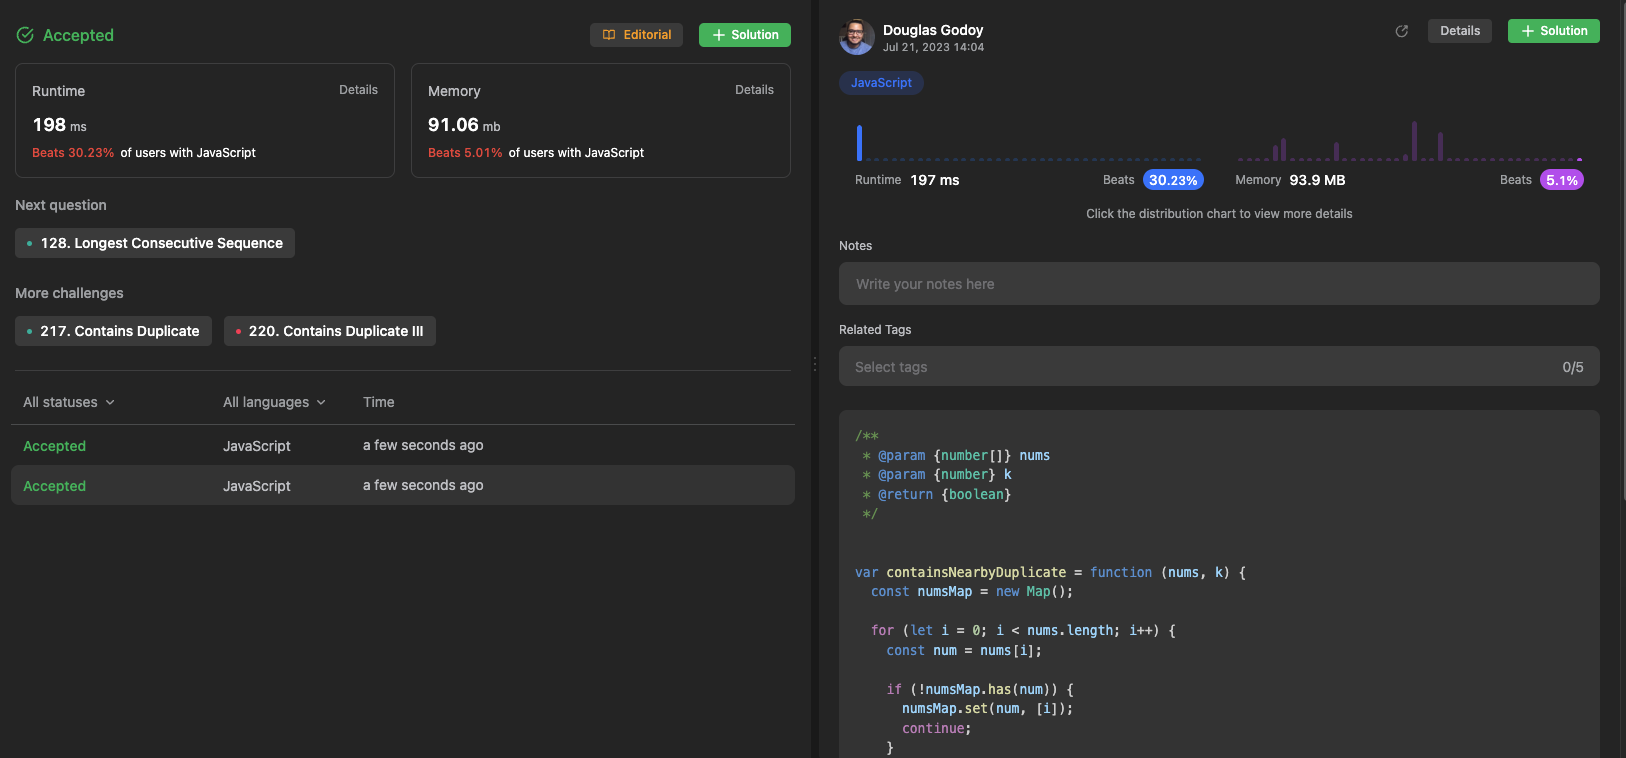 Accepted
Editorial
+ Solution
Runtime
Details
198 ms
Beats 30.23% of users with JavaScript
Memory
Details
91.06 mb
Beats 5.01% of users with JavaScript
Next question
128. Longest Consecutive Sequence
More challenges
217. Contains Duplicate
220. Contains Duplicate III
All statuses All languages Time
Accepted JavaScript a few seconds ago
Accepted JavaScript a few seconds ago
Douglas Godoy
Jul 21, 2023 14:04
Details
+ Solution
JavaScript
Runtime 197 ms Beats 30.23%
Memory 93.9 MB Beats 5.1%
Click the distribution chart to view more details
Notes
Write your notes here
Related Tags
Select tags 0/5
/**
 * @param {number[]} nums
 * @param {number} k
 * @return {boolean}
 */
var containsNearbyDuplicate = function (nums, k) {
  const numsMap = new Map();
  for (let i = 0; i < nums.length; i++) {
    const num = nums[i];
    if (!numsMap.has(num)) {
      numsMap.set(num, [i]);
      continue;
    }